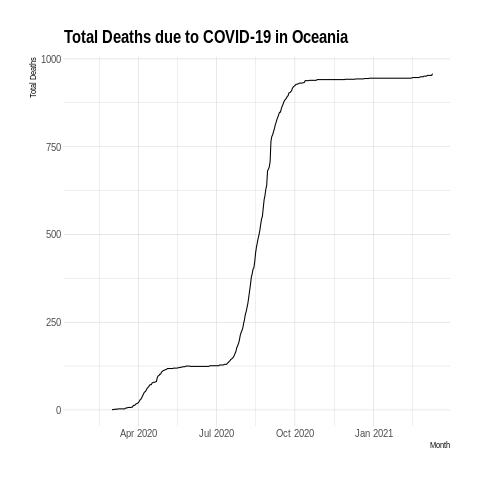 Total Deaths due to COVID-19 in Oceania
Total Deaths
1000
750
500
250
0
Apr 2020 Jul 2020 Oct 2020 Jan 2021
Month